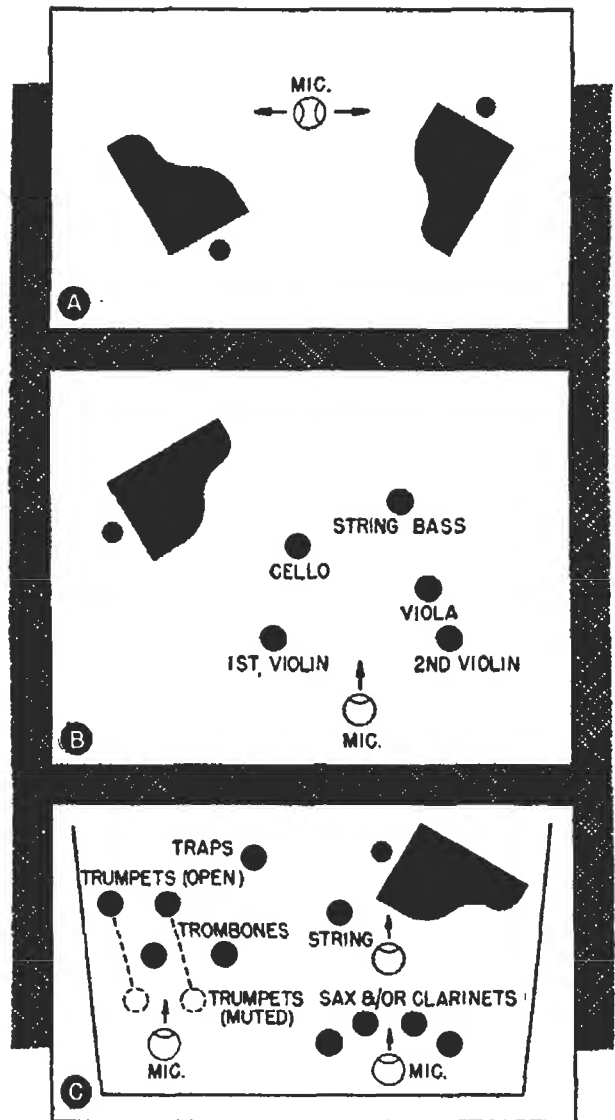 MIC.
A
STRING BASS
CELLO
VIOLA
1ST, VIOLIN
2ND VIOLIN
MIC.
B
TRAPS
TRUMPETS (OPEN)
TROMBONES
STRING
TRUMPETS
(MUTED)
SAX &/OR CLARINETS
MIC.
MIC.
C